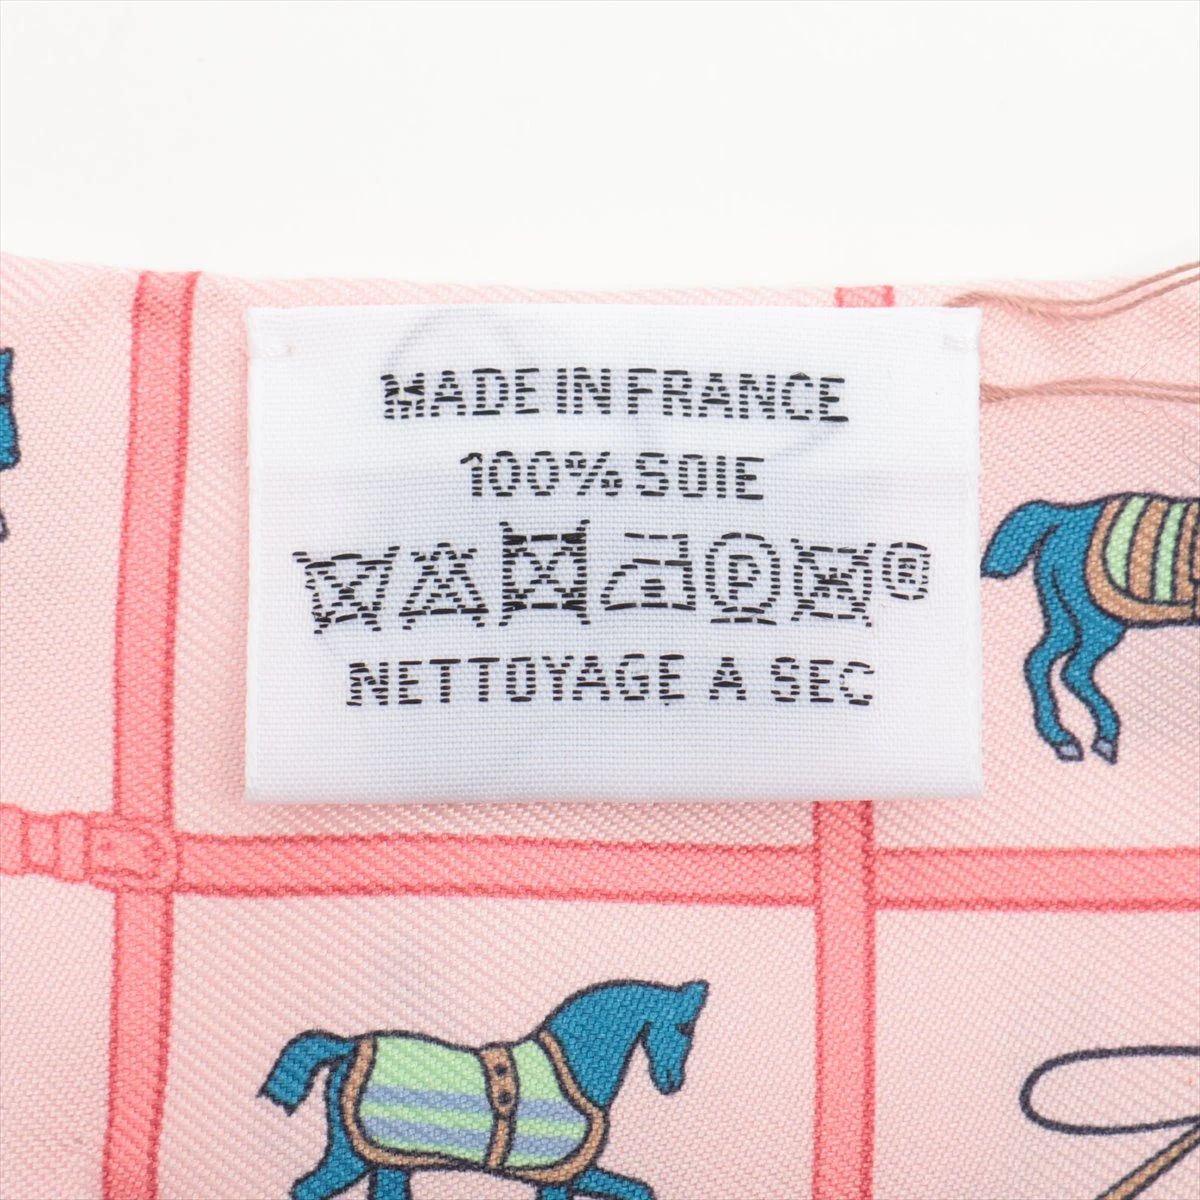 MADE IN FRANCE
100% SOIE
P ®
NETTOYAGE A SEC